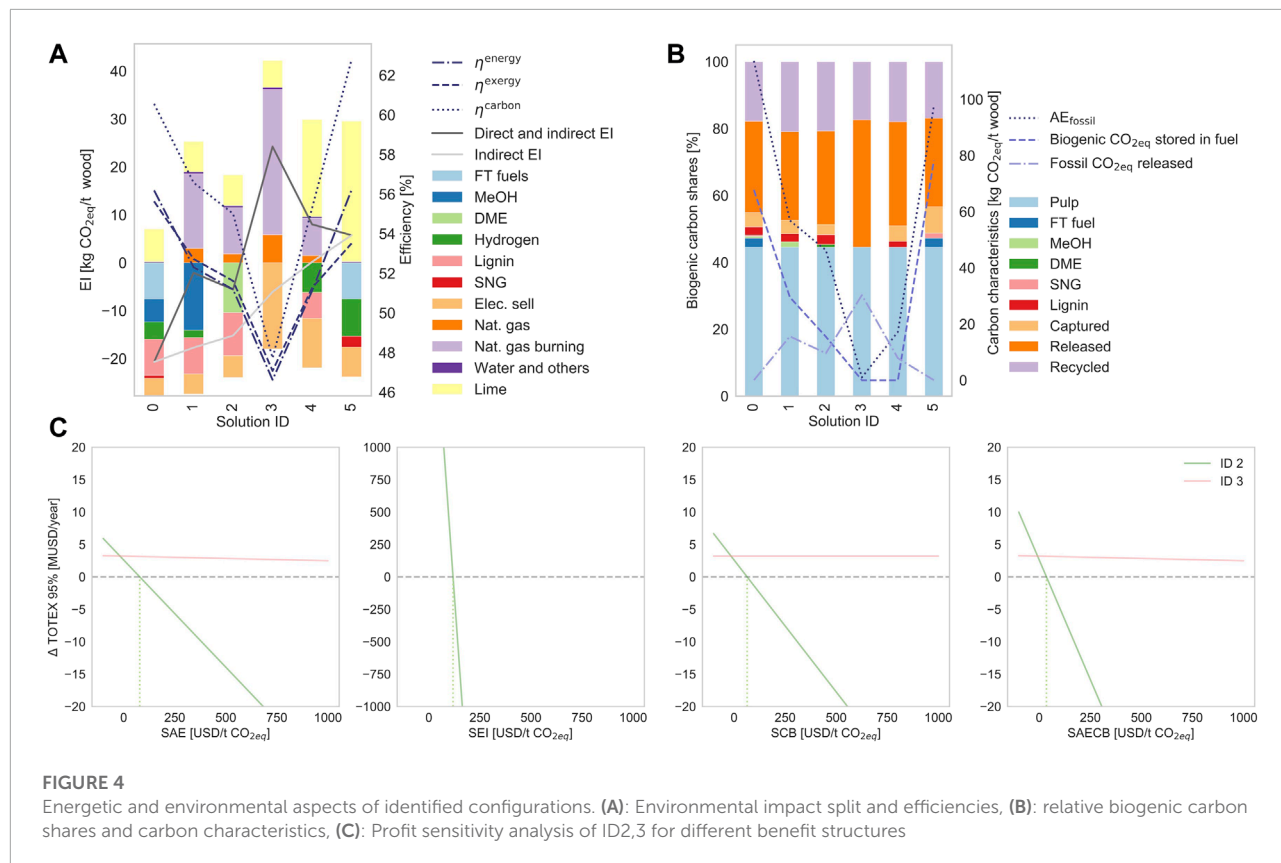 A
EI [kg CO2eq/t wood]
40
30
20
10
0
−10
−20
0 1 2 3 4 5
Solution ID
62
60
58
56
54
52
50
48
46
Efficiency [%]
η^energy
η^exergy
η^carbon
Direct and indirect EI
Indirect EI
FT fuels
MeOH
DME
Hydrogen
Lignin
SNG
Elec. sell
Nat. gas
Nat. gas burning
Water and others
Lime
B
Biogenic carbon shares [%]
100
80
60
40
20
0
0 1 2 3 4 5
Solution ID
100
80
60
40
20
0
Carbon characteristics [kg CO2eq/t wood]
AEfossil
Biogenic CO2eq stored in fuel
Fossil CO2eq released
Pulp
FT fuel
MeOH
DME
SNG
Lignin
Captured
Released
Recycled
C
Δ TOTEX 95% [MUSD/year]
20
15
10
5
0
−5
−10
−15
−20
0 250 500 750 1000
SAE [USD/t CO2eq]
1000
750
500
250
0
−250
−500
−750
−1000
0 250 500 750 1000
SEI [USD/t CO2eq]
20
15
10
5
0
−5
−10
−15
−20
0 250 500 750 1000
SCB [USD/t CO2eq]
20
15
10
5
0
−5
−10
−15
−20
0 250 500 750 1000
SAECB [USD/t CO2eq]
ID 2
ID 3
FIGURE 4
Energetic and environmental aspects of identified configurations. (A): Environmental impact split and efficiencies, (B): relative biogenic carbon
shares and carbon characteristics, (C): Profit sensitivity analysis of ID2,3 for different benefit structures